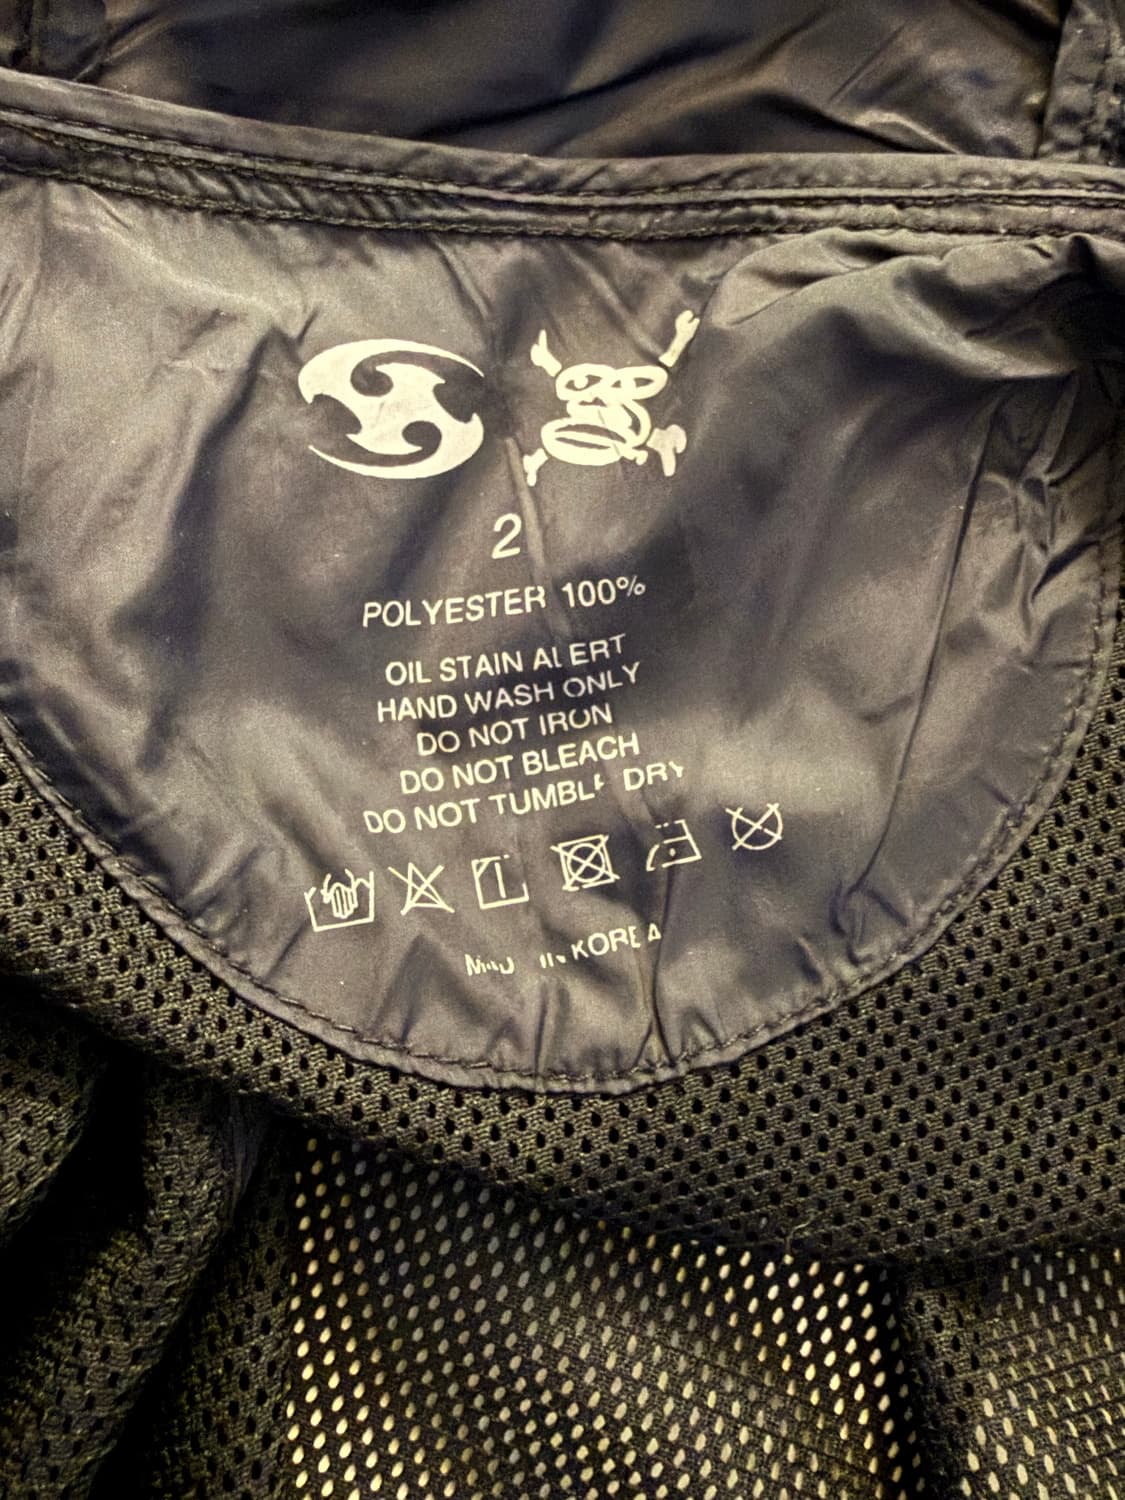 2
POLYESTER 100%
OIL STAIN ALERT
HAND WASH ONLY
DO NOT IRON
DO NOT BLEACH
DO NOT TUMBLE DRY
KOREA